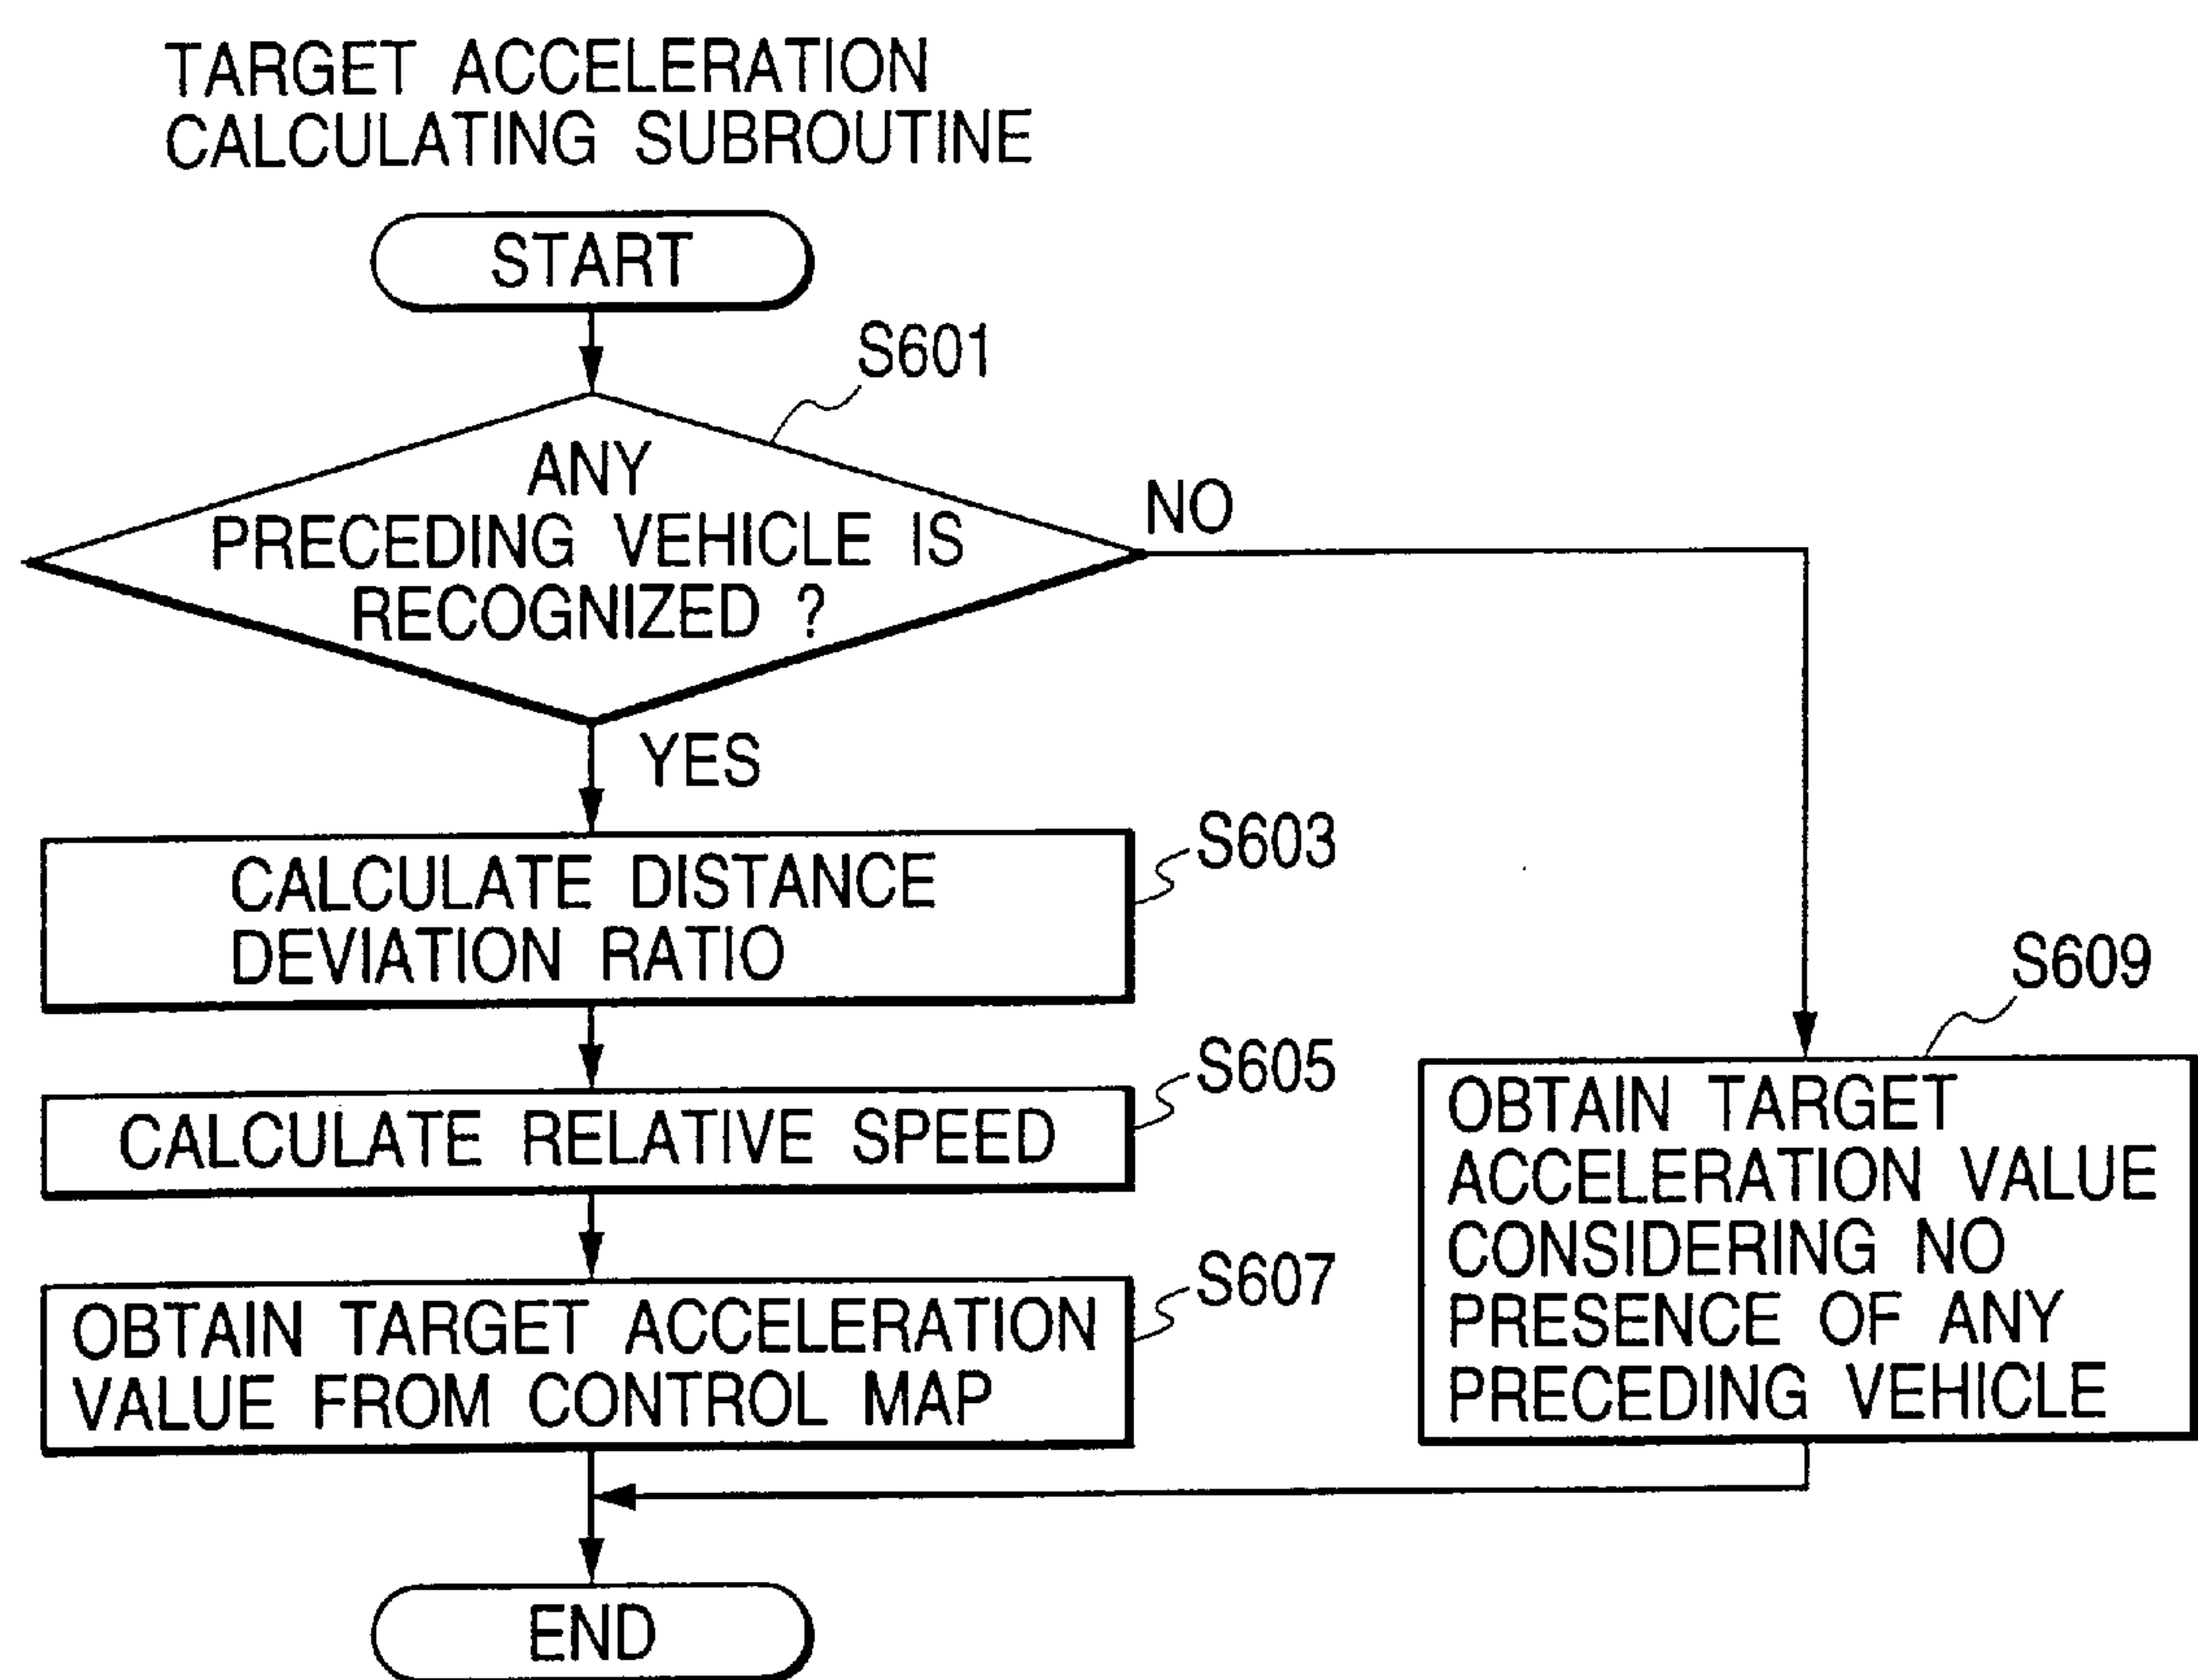 TARGET ACCELERATION
CALCULATING SUBROUTINE
START
S601
ANY
PRECEDING VEHICLE IS
RECOGNIZED ?
NO
YES
S603
CALCULATE DISTANCE
DEVIATION RATIO
S605
CALCULATE RELATIVE SPEED
S607
OBTAIN TARGET ACCELERATION
VALUE FROM CONTROL MAP
S609
OBTAIN TARGET
ACCELERATION VALUE
CONSIDERING NO
PRESENCE OF ANY
PRECEDING VEHICLE
END